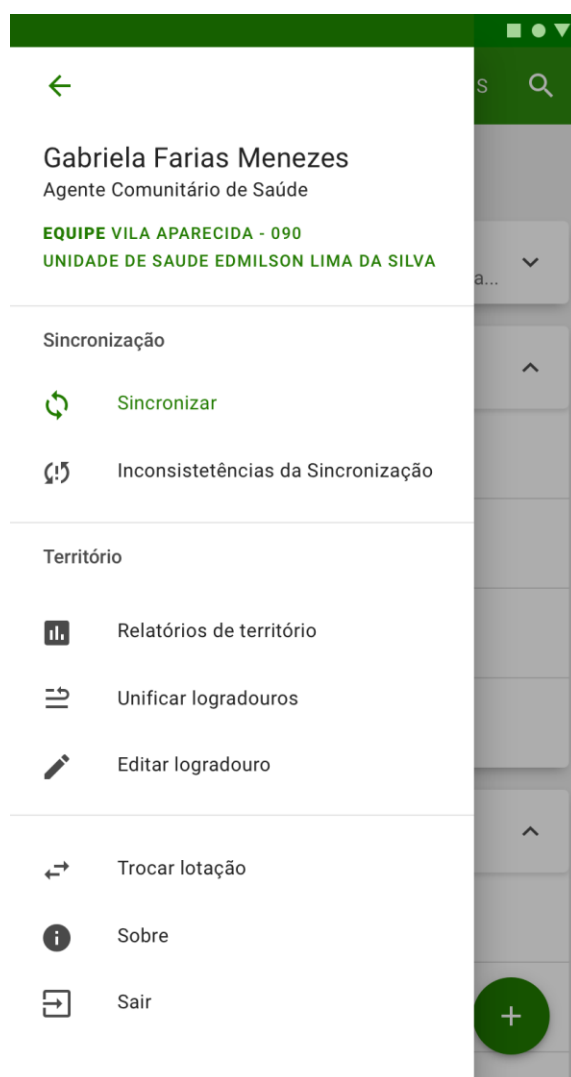 S
Gabriela Farias Menezes
Agente Comunitário de Saúde
EQUIPE VILA APARECIDA - 090
UNIDADE DE SAUDE EDMILSON LIMA DA SILVA
a...
Sincronização
Sincronizar
Inconsistetências da Sincronização
Território
Relatórios de território
Unificar logradouros
Editar logradouro
Trocar lotação
Sobre
Sair